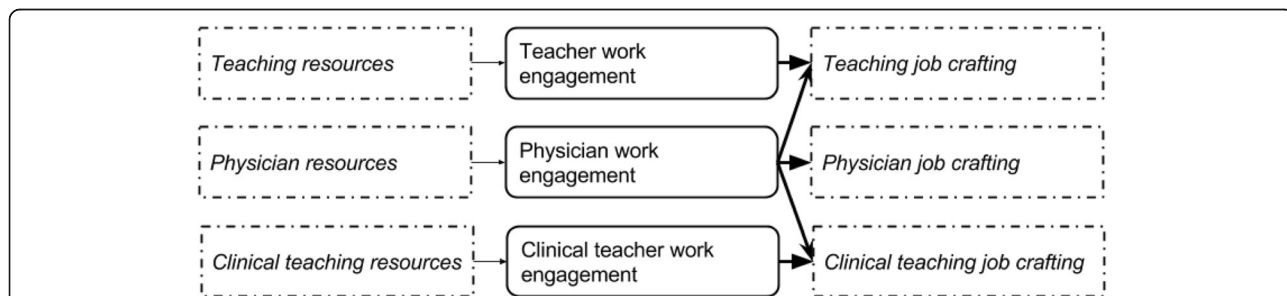 Teaching resources
Teacher work
engagement
Teaching job crafting
Physician resources
Physician work
engagement
Physician job crafting
Clinical teaching resources
Clinical teacher work
engagement
Clinical teaching job crafting